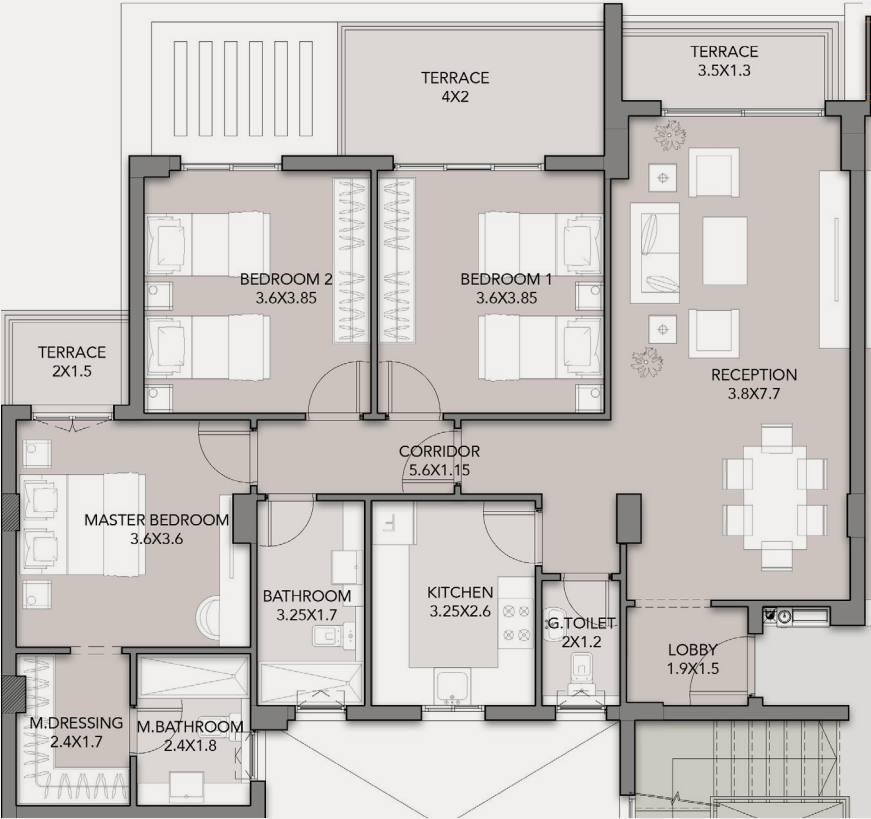 TERRACE
3.5X1.3
TERRACE
4X2
BEDROOM 2
3.6X3.85
BEDROOM 1
3.6X3.85
TERRACE
2X1.5
RECEPTION
3.8X7.7
CORRIDOR
5.6X1.15
MASTER BEDROOM
3.6X3.6
BATHROOM
3.25X1.7
KITCHEN
3.25X2.6
G.TOILET
2X1.2
LOBBY
1.9X1.5
M.DRESSING
2.4X1.7
M.BATHROOM
2.4X1.8